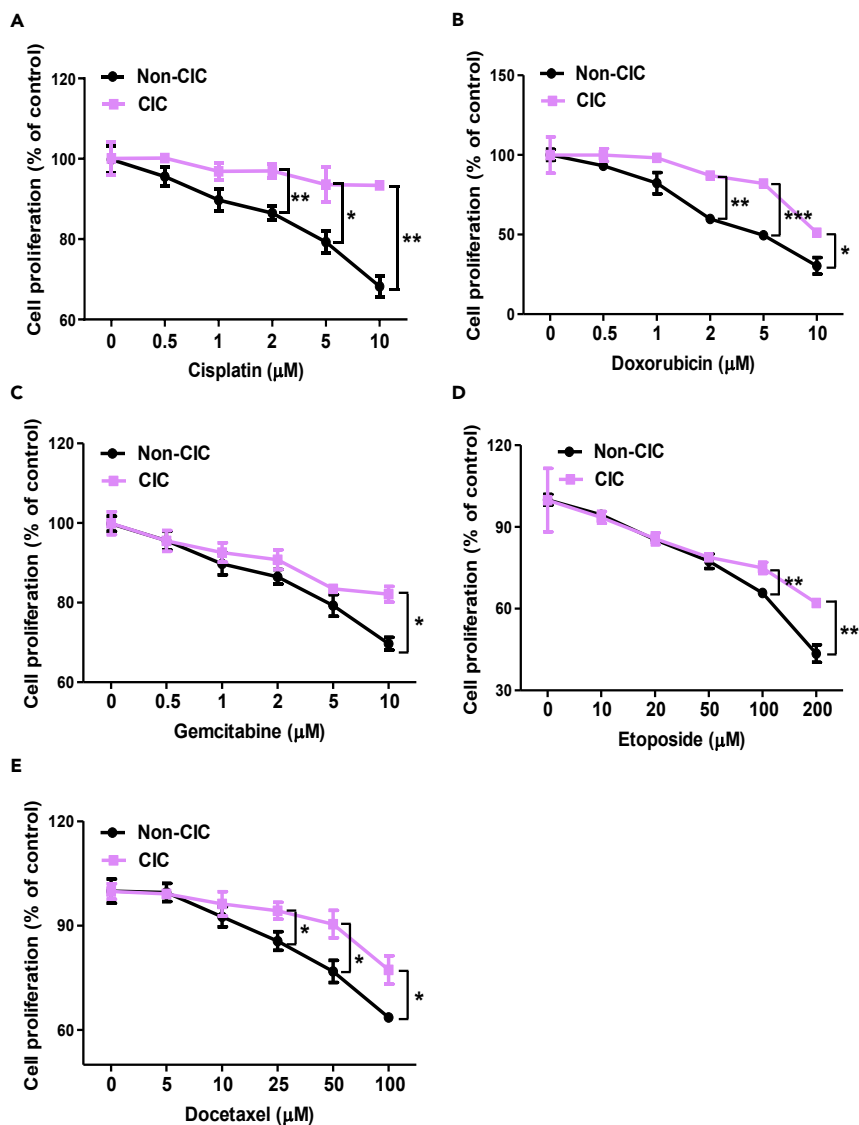 A
Cell proliferation (% of control)
120
100
80
60
Non-CIC
CIC
**
*
**
0 0.5 1 2 5 10
Cisplatin (μM)
B
Cell proliferation (% of control)
150
100
50
0
Non-CIC
CIC
**
***
*
0 0.5 1 2 5 10
Doxorubicin (μM)
C
Cell proliferation (% of control)
120
100
80
60
Non-CIC
CIC
*
0 0.5 1 2 5 10
Gemcitabine (μM)
D
Cell proliferation (% of control)
120
90
60
30
Non-CIC
CIC
**
**
0 10 20 50 100 200
Etoposide (μM)
E
Cell proliferation (% of control)
120
90
60
Non-CIC
CIC
*
*
*
0 5 10 25 50 100
Docetaxel (μM)